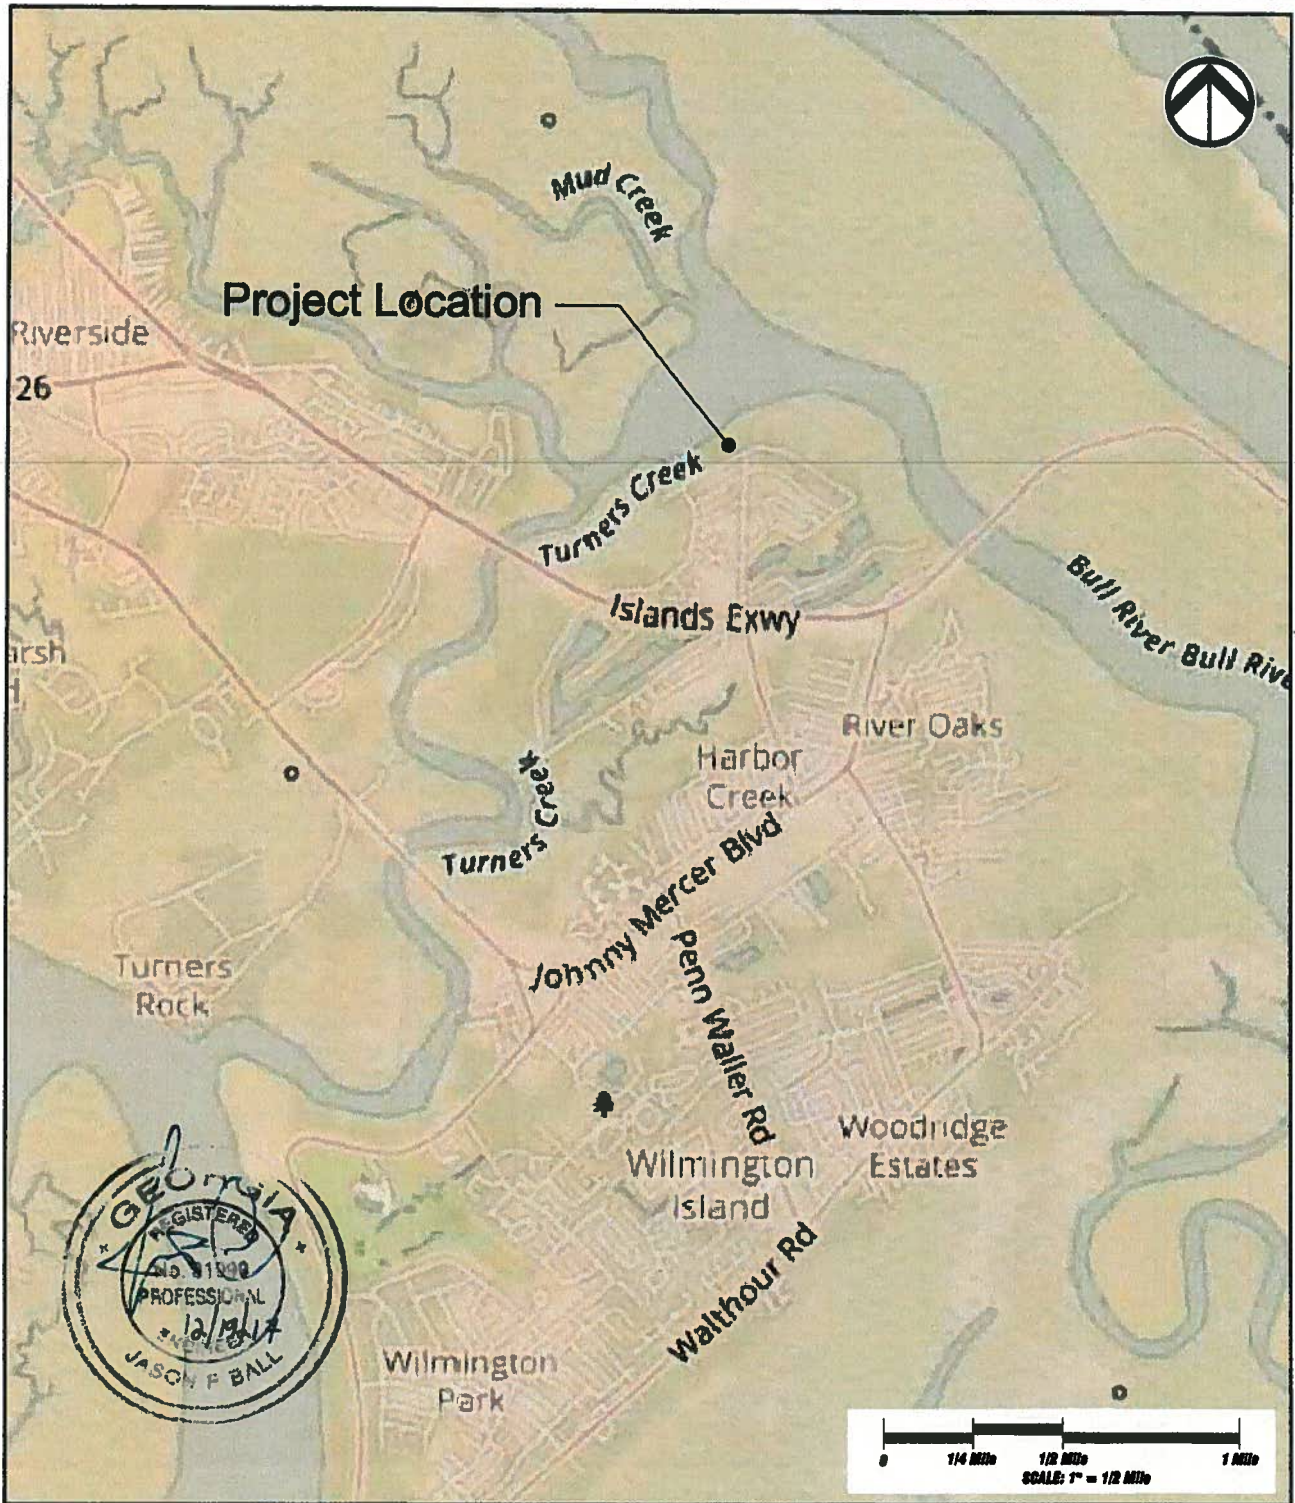 Mud Creek
Project Location
Riverside
26
Turners Creek
Islands Exwy
Bull River Bull Rive
arsh
River Oaks
Harbor
Creek
Turners Creek
Johnny Mercer Blvd
Penn Waller Rd
Turners
Rock
Woodridge
Estates
Wilmington
Island
Walthour Rd
GEORGIA
REGISTERED
PROFESSIONAL
ENGINEER
12/19/17
JASON F BALL
Wilmington
Park
0 1/4 Mile 1/2 Mile 1 Mile
SCALE: 1" = 1/2 Mile